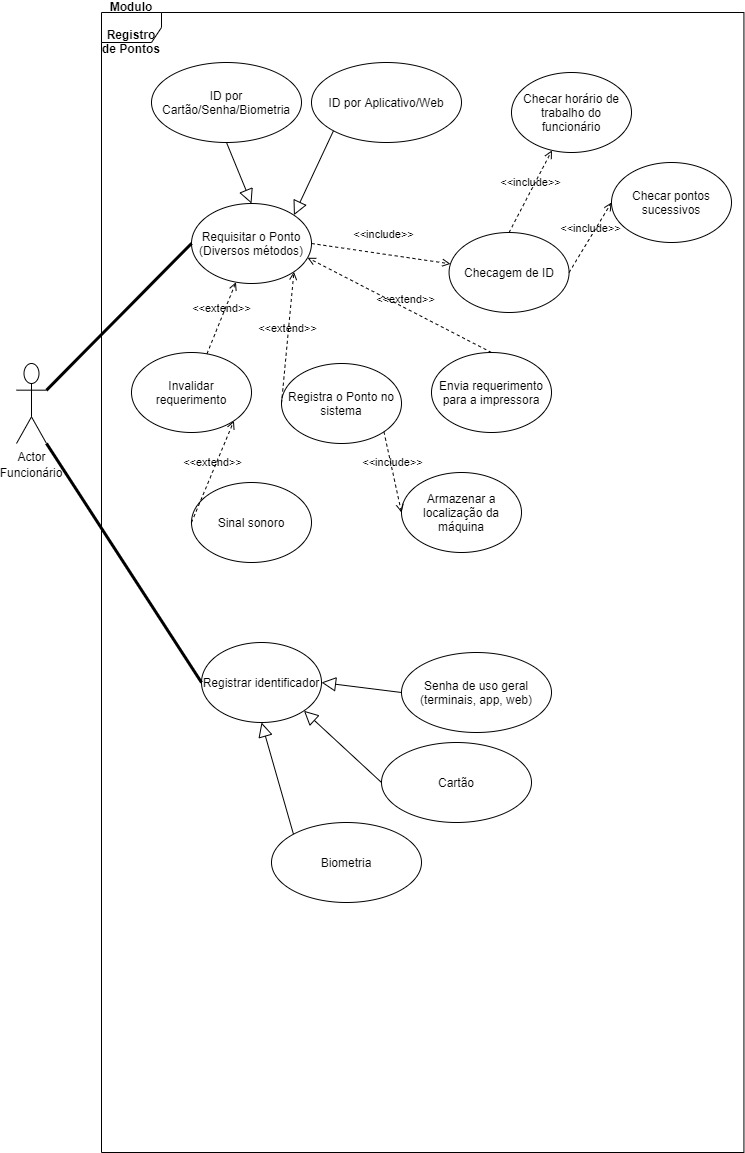 Modulo
Registro
de Pontos
ID por
Cartão/Senha/Biometria
ID por Aplicativo/Web
Checar horário de
trabalho do
funcionário
<<include>>
Checar pontos
sucessivos
<<include>>
Requisitar o Ponto
(Diversos métodos)
<<include>>
Checagem de ID
<<extend>>
<<extend>>
<<extend>>
Invalidar
requerimento
Registra o Ponto no
sistema
Envia requerimento
para a impressora
Actor
Funcionário
<<extend>>
<<include>>
Sinal sonoro
Armazenar a
localização da
máquina
Registrar identificador
Senha de uso geral
(terminais, app, web)
Cartão
Biometria